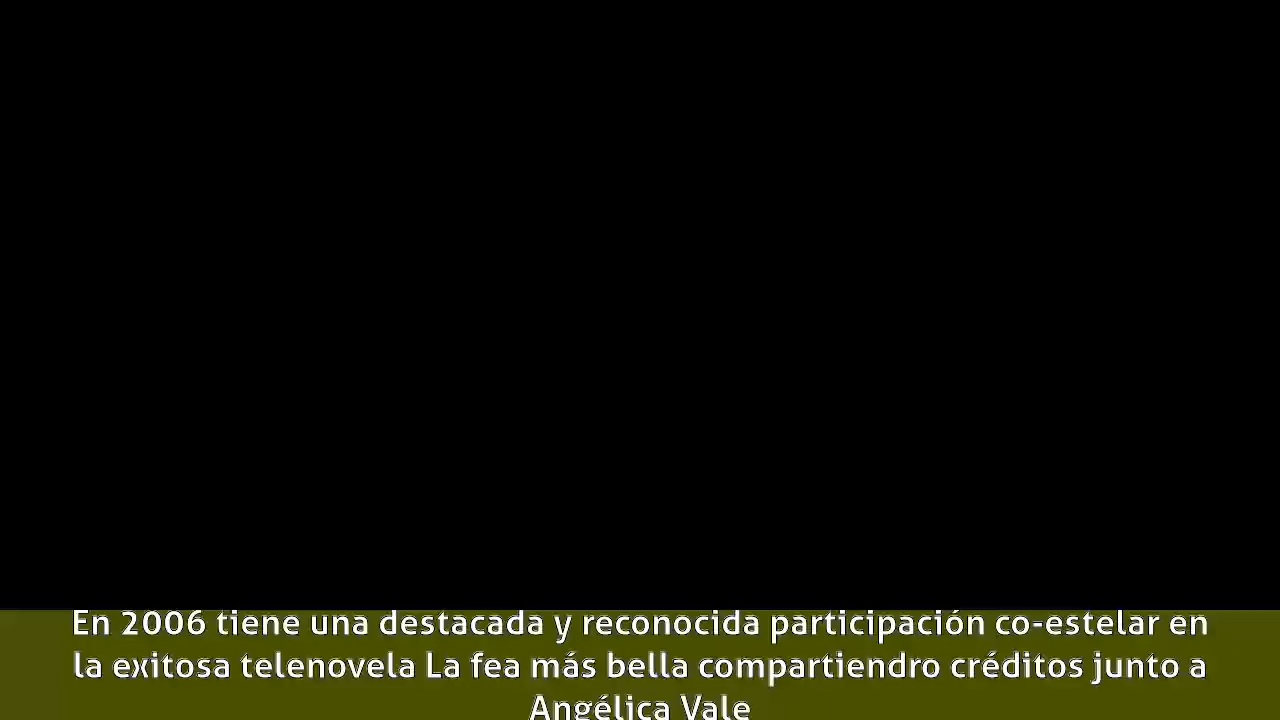 En 2006 tiene una destacada y reconocida participación co-estelar en
la exitosa telenovela La fea más bella compartiendro créditos junto a
Angélica Vale